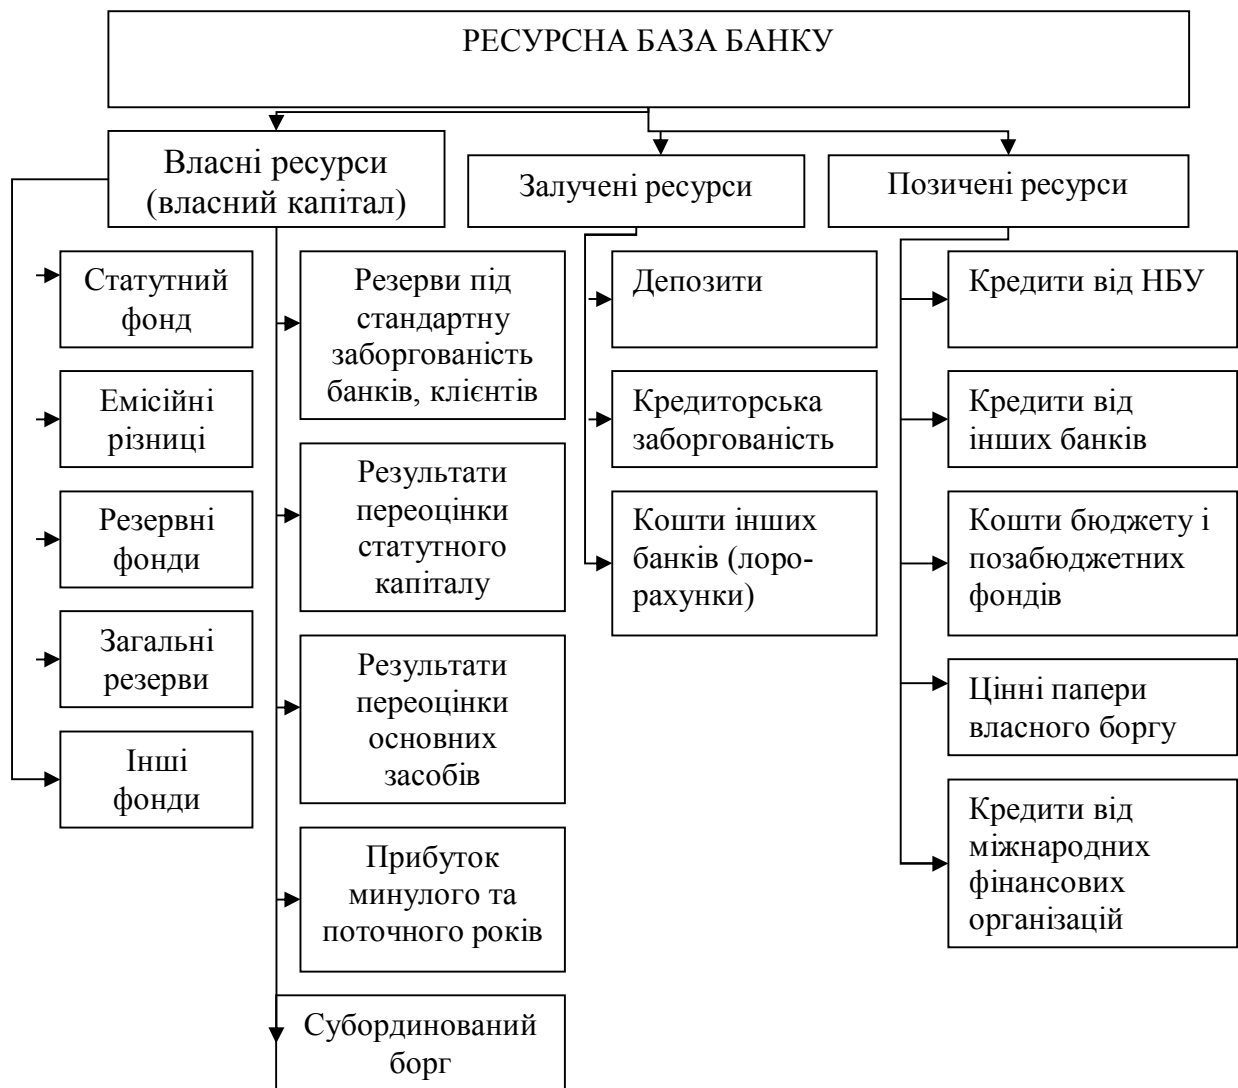 РЕСУРСНА БАЗА БАНКУ
Власні ресурси
(власний капітал)
Залучені ресурси
Позичені ресурси
Статутний
фонд
Емісійні
різниці
Резервні
фонди
Загальні
резерви
Інші
фонди
Резерви під
стандартну
заборгованість
банків, клієнтів
Результати
переоцінки
статутного
капіталу
Результати
переоцінки
основних
засобів
Прибуток
минулого та
поточного років
Субординований
борг
Депозити
Кредиторська
заборгованість
Кошти інших
банків (лоро-
рахунки)
Кредити від НБУ
Кредити від
інших банків
Кошти бюджету і
позабюджетних
фондів
Цінні папери
власного боргу
Кредити від
міжнародних
фінансових
організацій